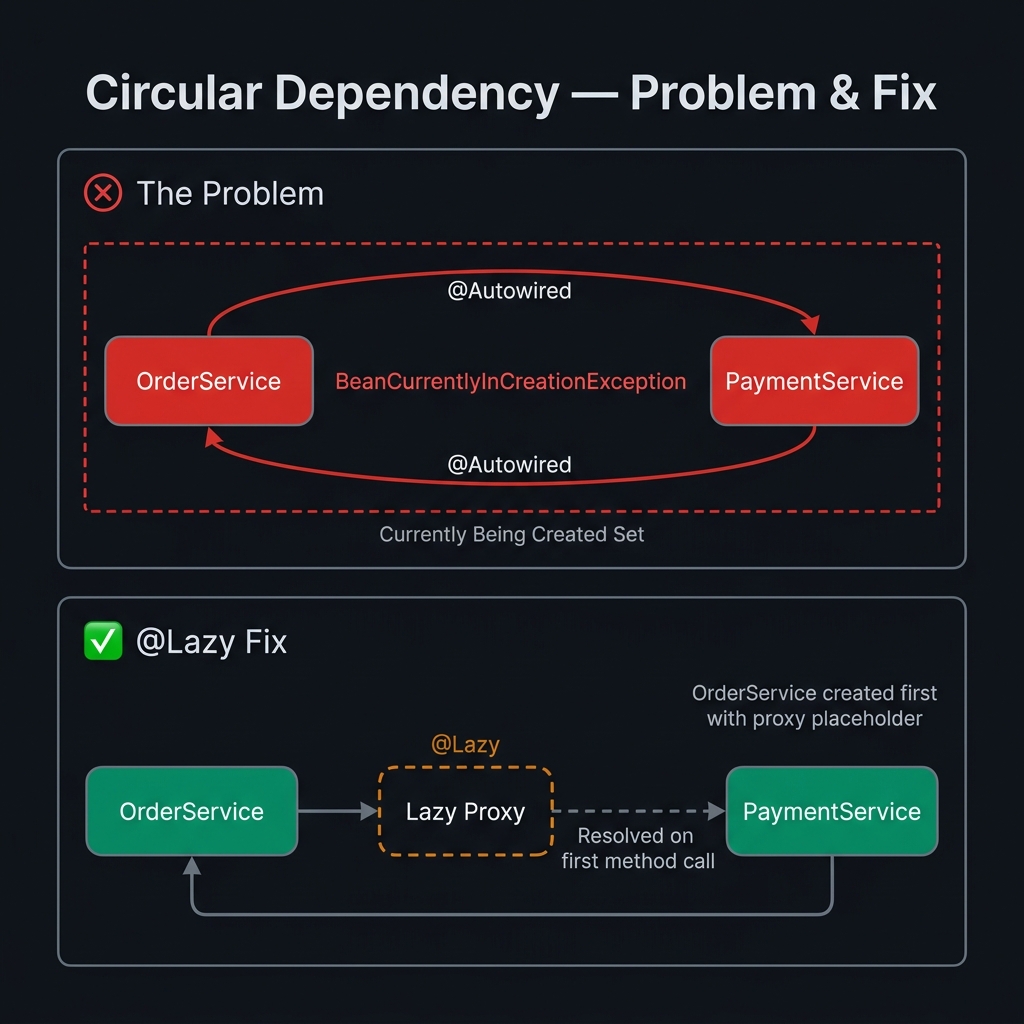 Circular Dependency — Problem & Fix
The Problem
@Autowired
OrderService
BeanCurrentlyInCreationException
PaymentService
@Autowired
Currently Being Created Set
@Lazy Fix
OrderService created first
with proxy placeholder
@Lazy
OrderService
Lazy Proxy
PaymentService
Resolved on
first method call